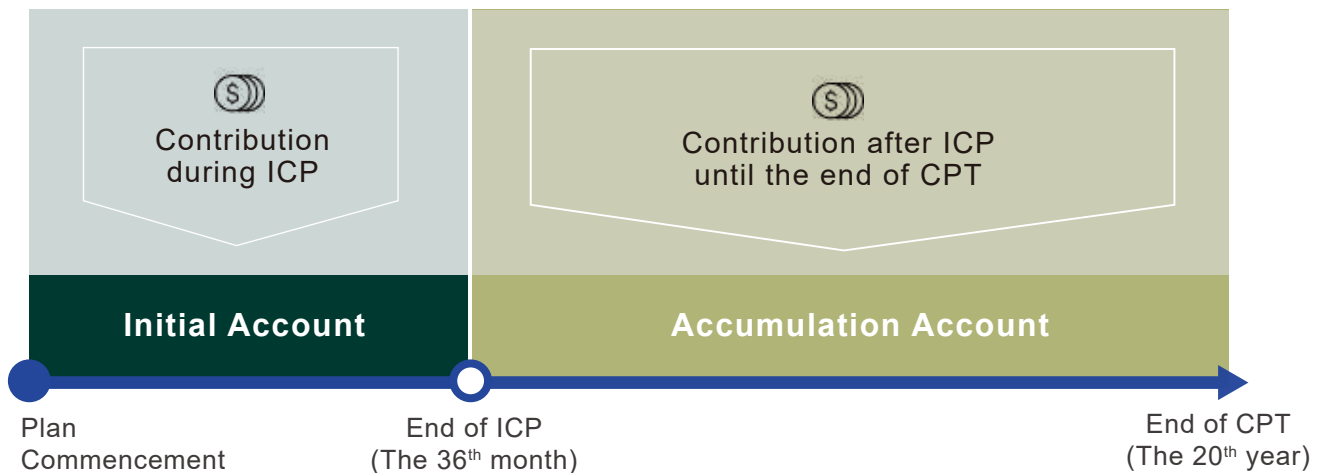 Contribution
during ICP
Contribution after ICP
until the end of CPT
Initial Account
Accumulation Account
Plan
Commencement
End of ICP
(The 36th month)
End of CPT
(The 20th year)